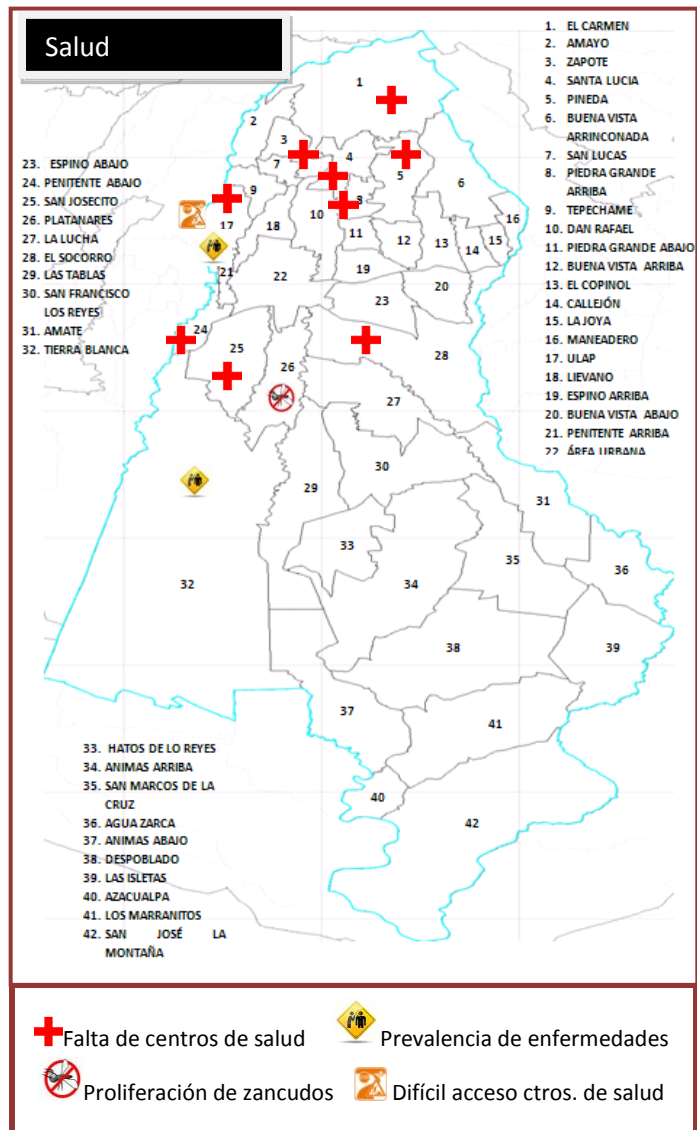 Salud
1. EL CARMEN
2. AMAYO
3. ZAPOTE
4. SANTA LUCIA
5. PINEDA
6. BUENA VISTA
ARRINCONADA
7. SAN LUCAS
8. PIEDRA GRANDE
ARRIBA
9. TEPECHAME
10. DAN RAFAEL
11. PIEDRA GRANDE ABAJO
12. BUENA VISTA ARRIBA
13. EL COPINOL
14. CALLEJÓN
15. LA JOYA
16. MANEADERO
17. ULAP
18. LIEVANO
19. ESPINO ARRIBA
20. BUENA VISTA ABAJO
21. PENITENTE ARRIBA
22 ÁREA URBANA
23. ESPINO ABAJO
24. PENITENTE ABAJO
25. SAN JOSECITO
26. PLATANARES
27. LA LUCHA
28. EL SOCORRO
29. LAS TABLAS
30. SAN FRANCISCO
LOS REYES
31. AMATE
32. TIERRA BLANCA
1
2
3
4
7
5
6
9
8
10
16
17
18
11
12
13
14
15
21
22
19
20
23
24
25
26
28
27
30
29
31
33
35
36
32
34
38
39
37
41
40
42
33. HATOS DE LO REYES
34. ANIMAS ARRIBA
35. SAN MARCOS DE LA
CRUZ
36. AGUA ZARCA
37. ANIMAS ABAJO
38. DESPOBLADO
39. LAS ISLETAS
40. AZACUALPA
41. LOS MARRANITOS
42. SAN JOSÉ LA
MONTAÑA
Falta de centros de salud
Prevalencia de enfermedades
Proliferación de zancudos
Difícil acceso ctros. de salud